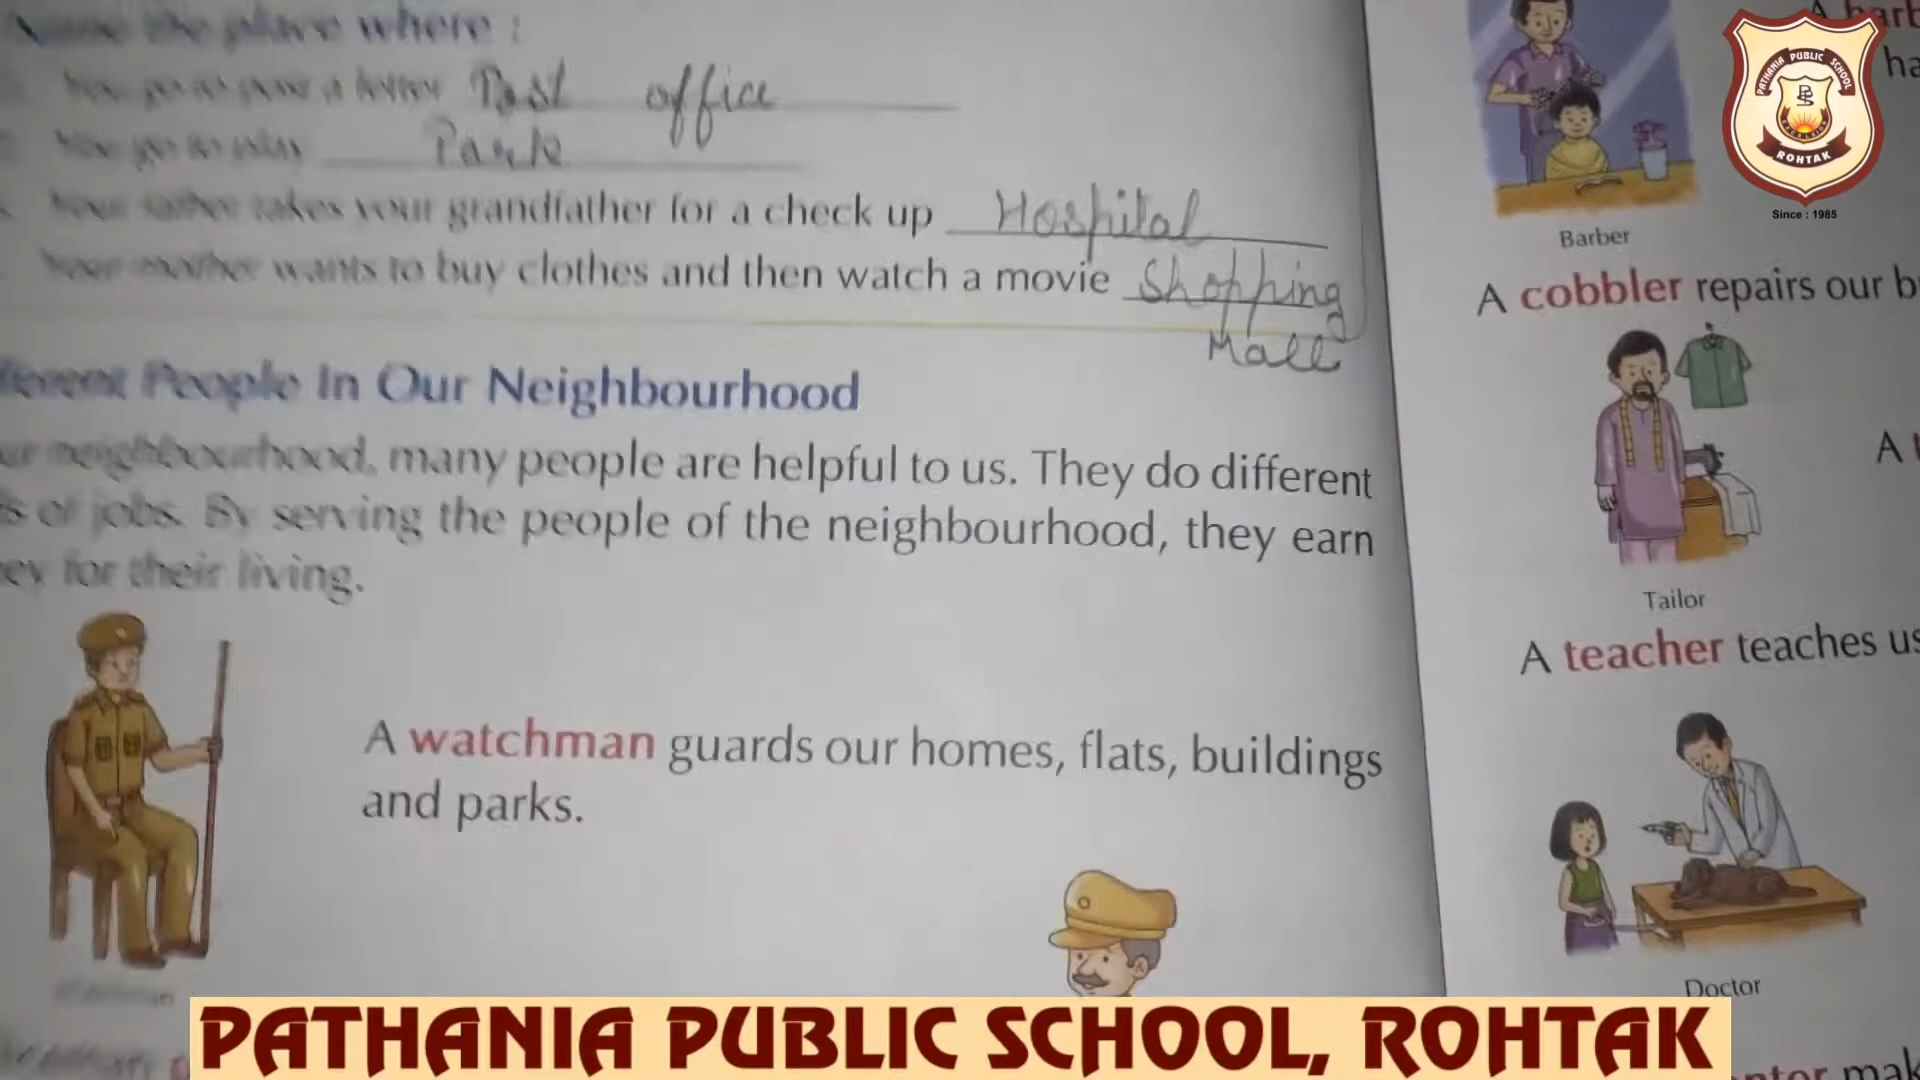 Name the place where :
You go to post a letter Post office
You go to play Park
Your father takes your grandfather for a check up Hospital
Your mother wants to buy clothes and then watch a movie Shopping
Mall
People In Our Neighbourhood
neighbourhood, many people are helpful to us. They do different
of jobs. By serving the people of the neighbourhood, they earn
for their living.
A watchman guards our homes, flats, buildings
and parks.
Barber
A cobbler repairs our
Tailor
A teacher teaches us
Doctor
PATHANIA PUBLIC SCHOOL
ROHTAK
Since : 1985
PATHANIA PUBLIC SCHOOL, ROHTAK